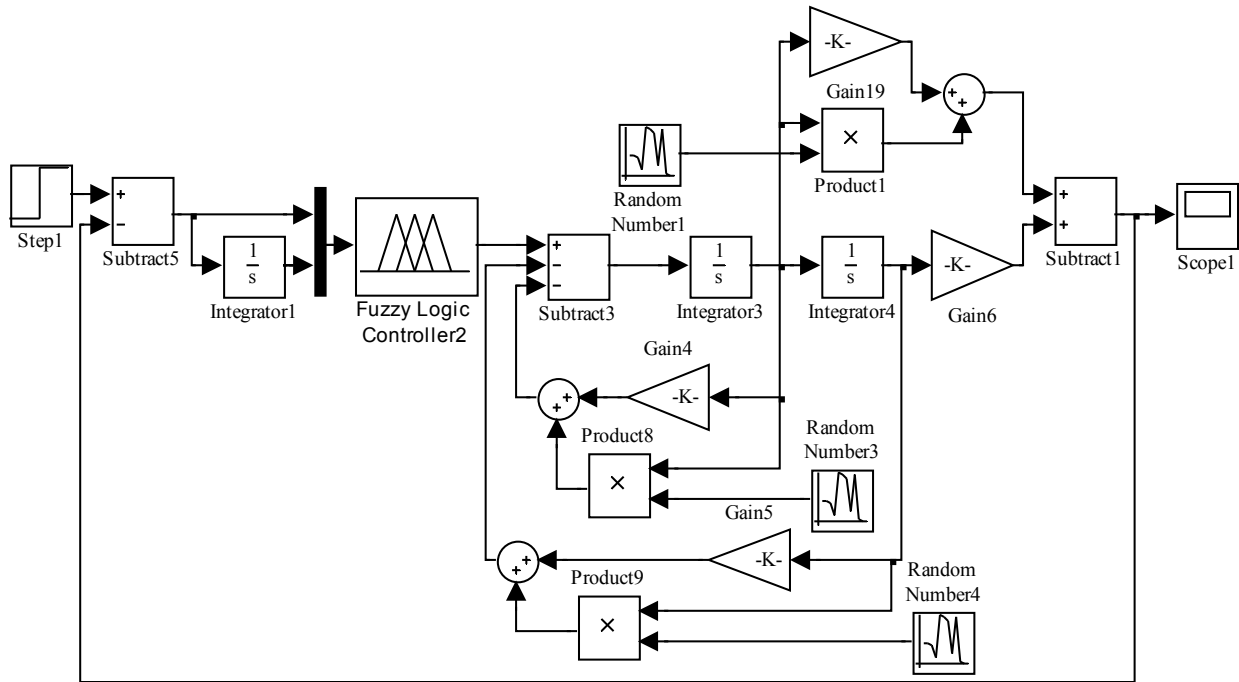 -K-
Gain19
×
Product1
Random
Number1
+
+
Step1
+
−
Subtract5
1
s
Integrator1
Fuzzy Logic
Controller2
+
−
−
Subtract3
1
s
Integrator3
1
s
Integrator4
-K-
Gain6
+
+
Subtract1
Scope1
Gain4
-K-
+
+
Product8
×
Random
Number3
Gain5
-K-
+
+
Product9
×
Random
Number4